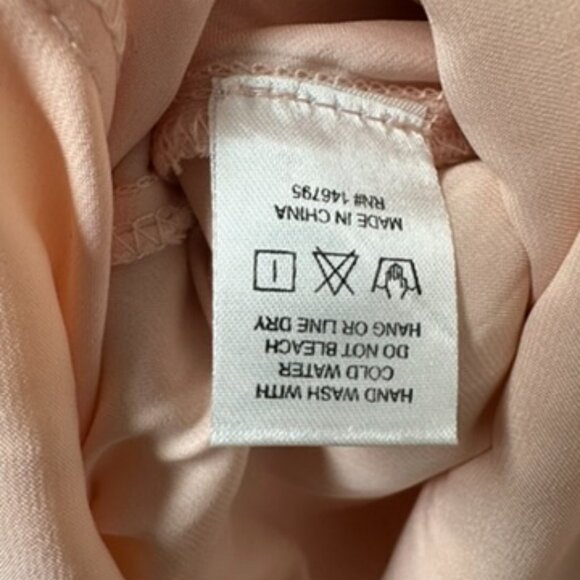 HAND WASH WITH
COLD WATER
DO NOT BLEACH
HANG OR LINE DRY
MADE IN CHINA
RN# 146795